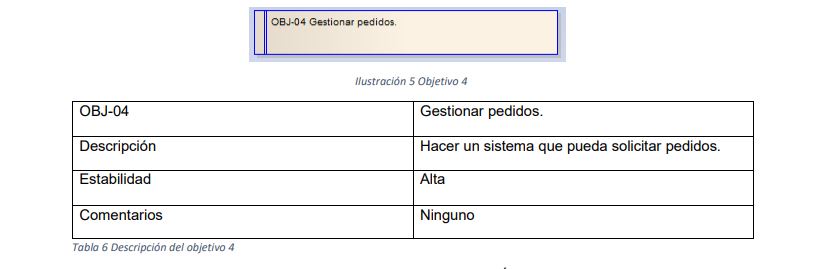 OBJ-04 Gestionar pedidos.
Ilustración 5 Objetivo 4
OBJ-04 Gestionar pedidos.
Descripción Hacer un sistema que pueda solicitar pedidos.
Estabilidad Alta
Comentarios Ninguno
Tabla 6 Descripción del objetivo 4